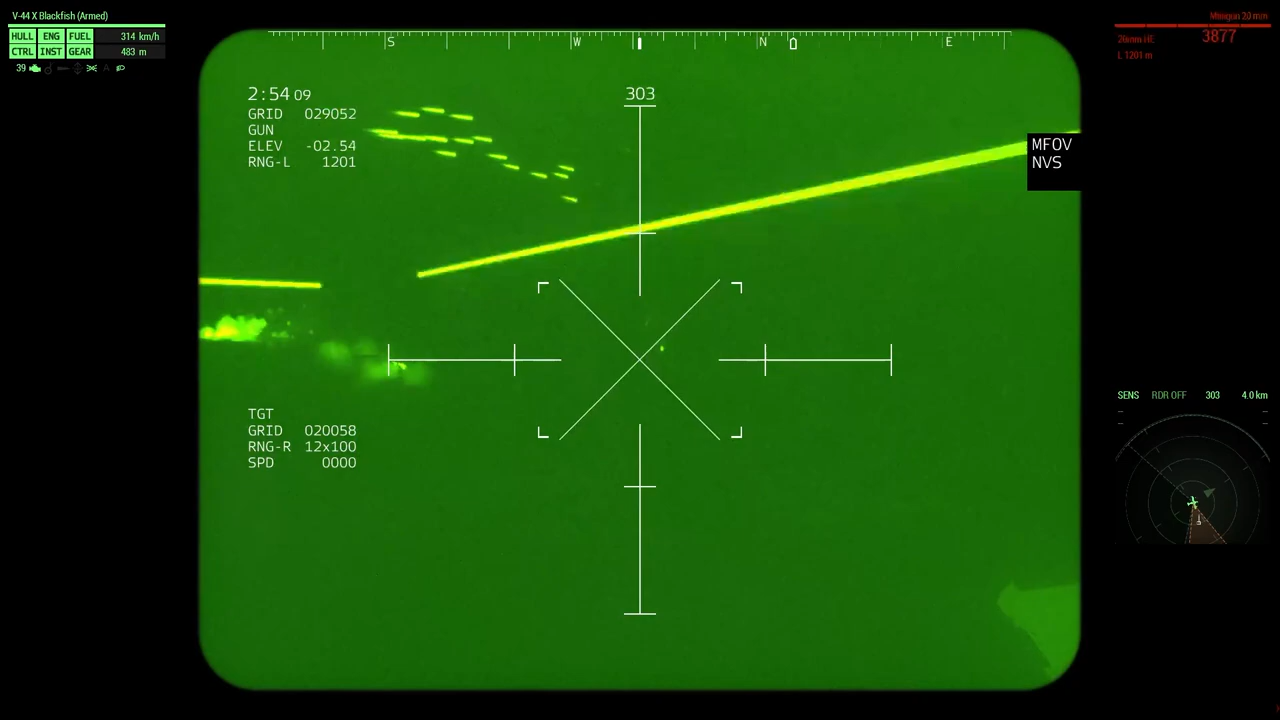 V-44 X Blackfish (Armed)
HULL ENG FUEL 314 km/h
CTRL INST GEAR 483 m
39 A
Minigun 20 mm
20mm HE 3877
L 1201 m
S W N E
303
2:54 09
GRID 029052
GUN
ELEV -02.54
RNG-L 1201
MFOV
NVS
TGT
GRID 020058
RNG-R 12x100
SPD 0000
SENS RDR OFF 303 4.0 km